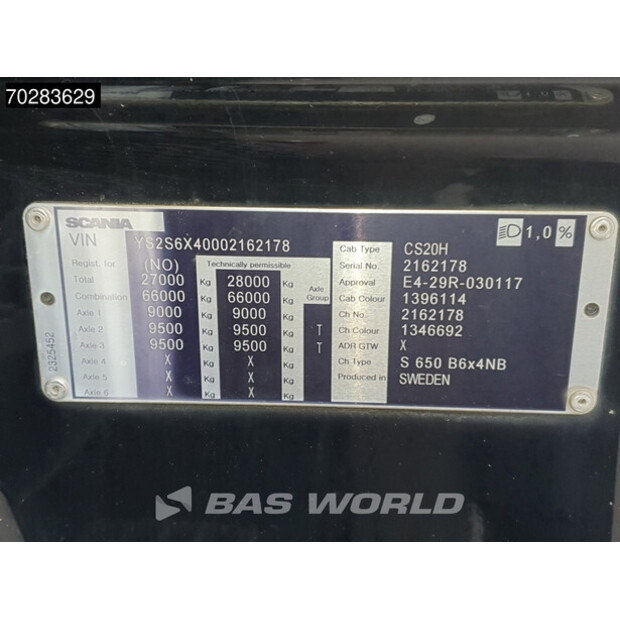 70283629
SCANIA
VIN YS2S6X40002162178
1,0 %
Regist. for (NO) Technically permissible
Total 27000 Kg 28000 Kg
Combination 66000 Kg 66000 Kg Axle Group
Axle 1 9000 Kg 9000 Kg
Axle 2 9500 Kg 9500 Kg T
Axle 3 9500 Kg 9500 Kg T
Axle 4 X Kg X Kg
Axle 5 X Kg X Kg
Axle 6 X Kg X Kg
Cab Type CS20H
Serial No. 2162178
Approval E4-29R-030117
Cab Colour 1396114
Ch No. 2162178
Ch Colour 1346692
ADR GTW X
Ch Type S 650 B6x4NB
Produced in SWEDEN
2325452
BAS WORLD